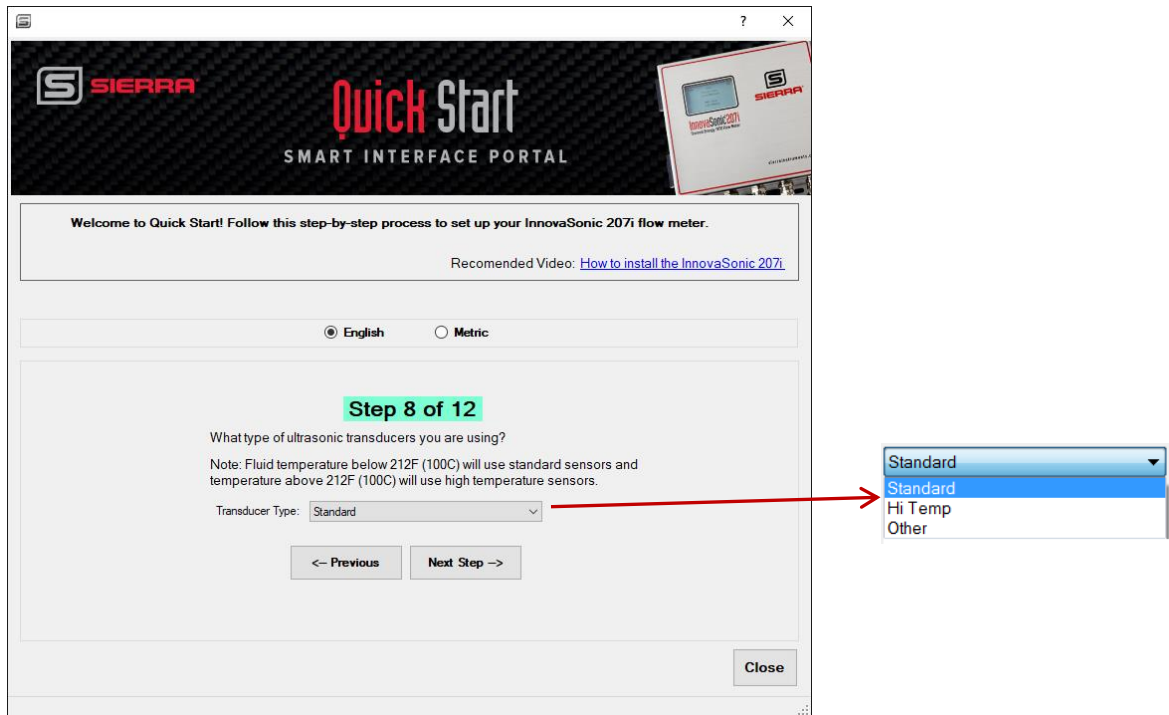 ?
SIERRA
Quick Start
SMART INTERFACE PORTAL
SIERRA
InnovaSonic 207i
Welcome to Quick Start! Follow this step-by-step process to set up your InnovaSonic 207i flow meter.
Recomended Video: How to install the InnovaSonic 207i
English
Metric
Step 8 of 12
What type of ultrasonic transducers you are using?
Note: Fluid temperature below 212F (100C) will use standard sensors and
temperature above 212F (100C) will use high temperature sensors.
Transducer Type: Standard
<-- Previous
Next Step -->
Close
Standard
Standard
Hi Temp
Other